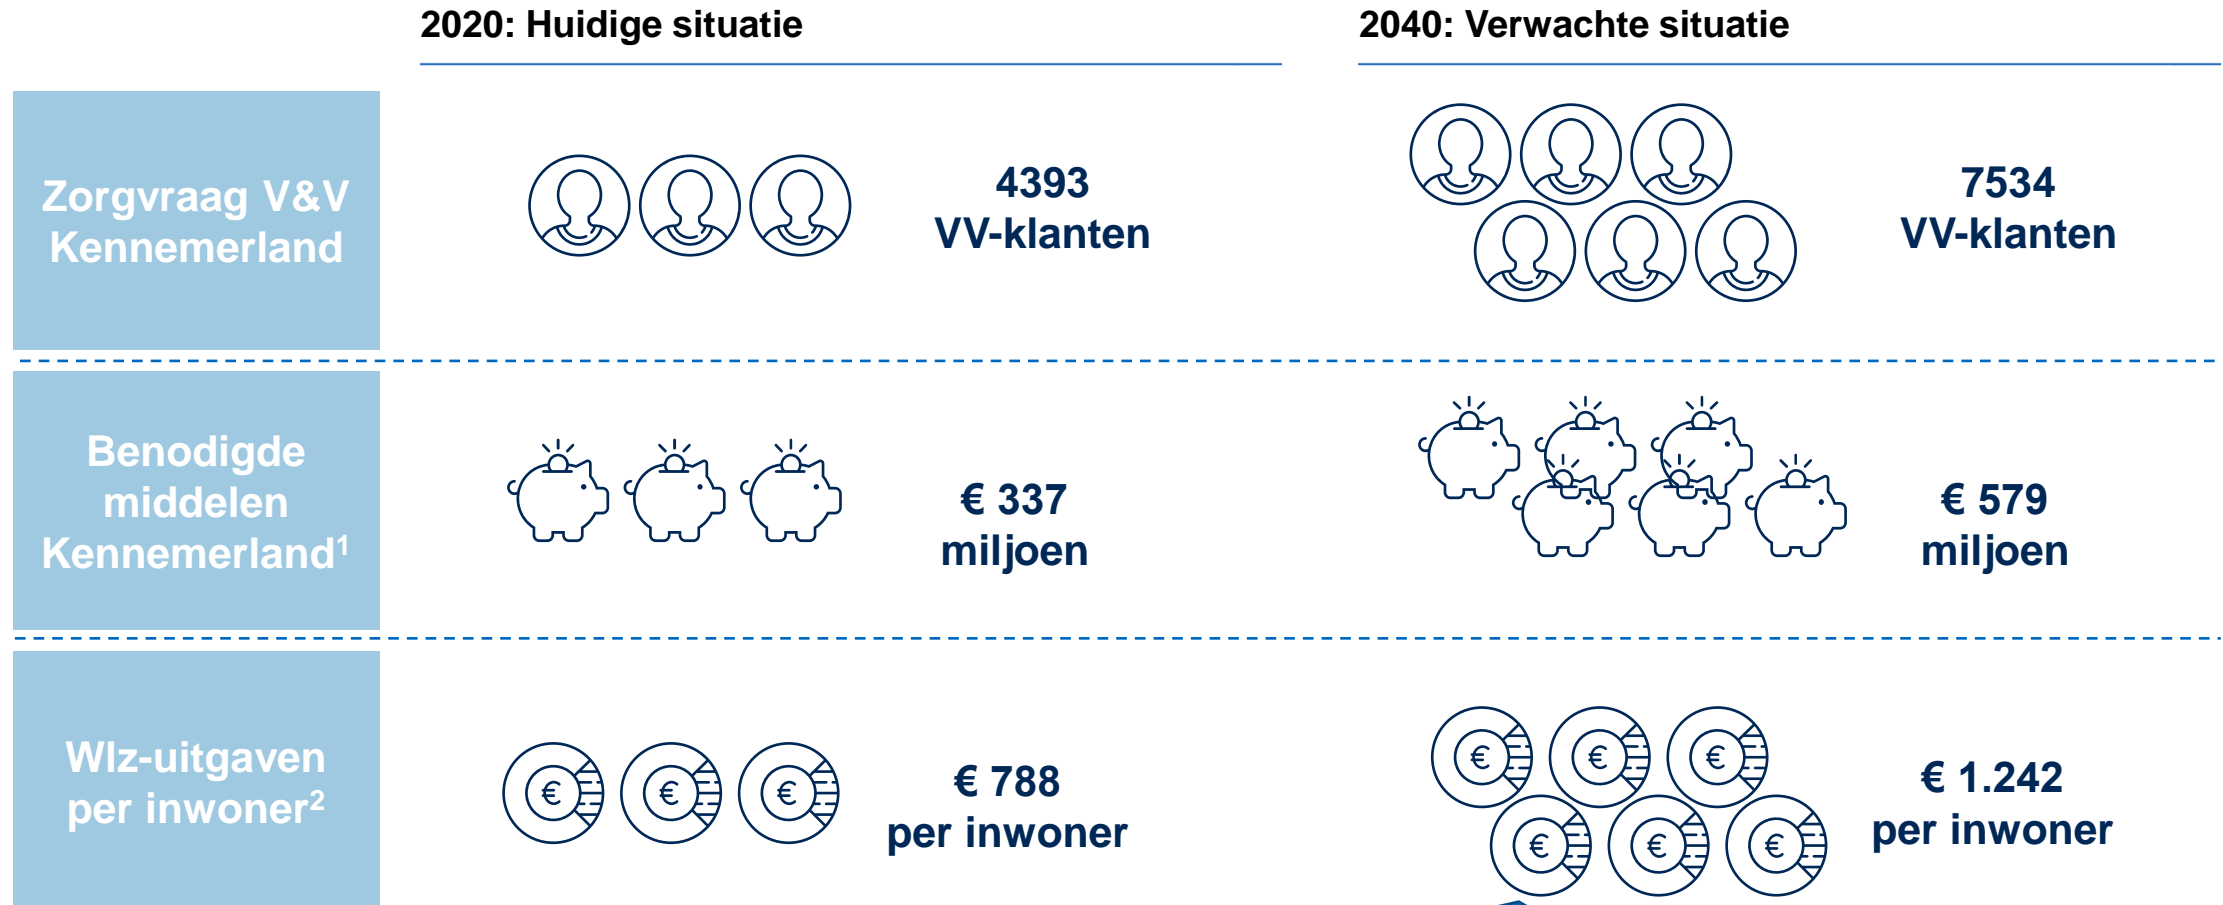 2020: Huidige situatie
2040: Verwachte situatie
Zorgvraag V&V
Kennemerland
4393
VV-klanten
7534
VV-klanten
Benodigde
middelen
Kennemerland¹
€ 337
miljoen
€ 579
miljoen
Wlz-uitgaven
per inwoner²
€ € €
€ 788
per inwoner
€ € €
€ € €
€ 1.242
per inwoner